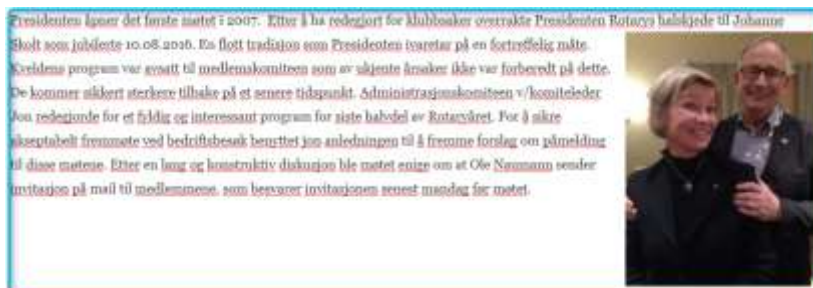 Presidenten åpner det første møtet i 2007. Etter å ha redegjort for klubbsaker overrakte Presidenten Rotarys halskjede til Johanne
Skolt som jubilerte 10.08.2016. En flott tradisjon som Presidenten ivaretar på en fortreffelig måte.
Kveldens program var avsatt til medlemskomiteen som av ukjente årsaker ikke var forberedt på dette.
De kommer sikkert sterkere tilbake på et senere tidspunkt. Administrasjonskomiteen v/komiteleder
Jon redegjorde for et fyldig og interessant program for siste halvdel av Rotaryåret. For å sikre
akseptabelt fremmøte ved bedriftsbesøk benyttet jon anledningen til å fremme forslag om påmelding
til disse møtene. Etter en lang og konstruktiv diskusjon ble møtet enige om at Ole Naumann sender
invitasjon på mail til medlemmene, som besvarer invitasjonen senest mandag før møtet.